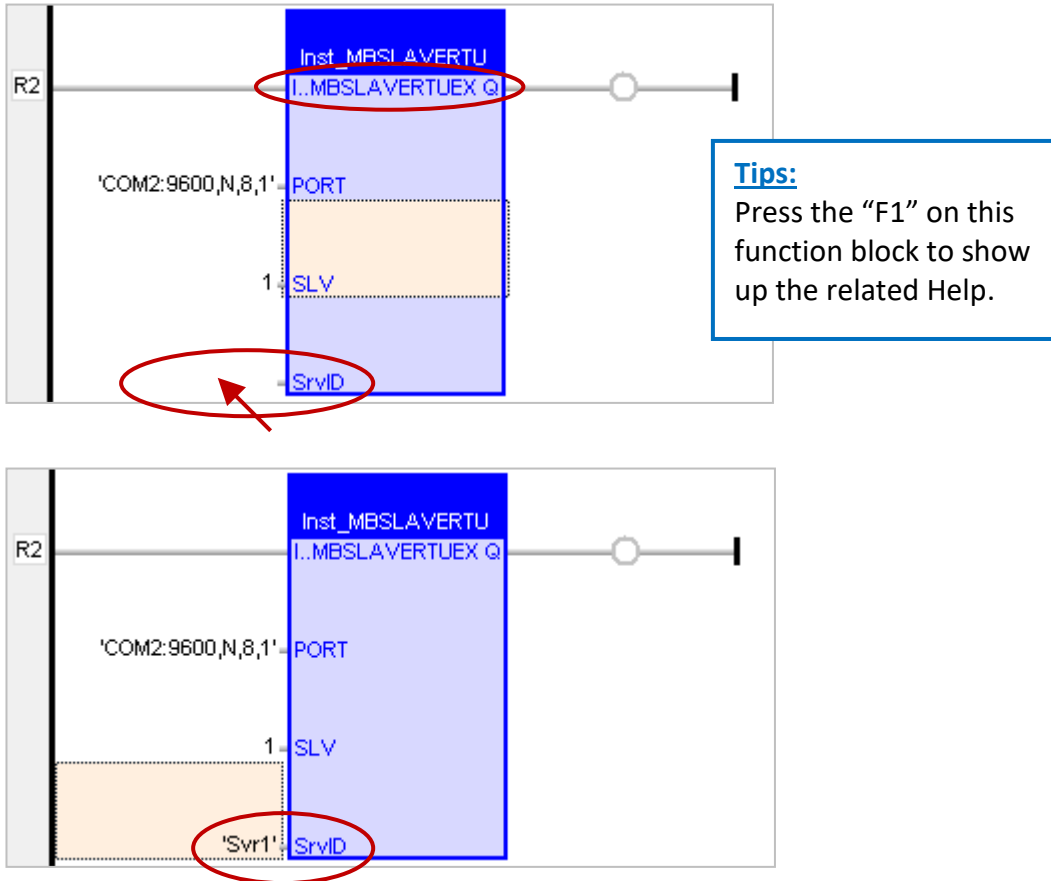 Inst_MBSLAVERTU
R2
I..MBSLAVERTUEX Q
'COM2:9600,N,8,1'
PORT
1
SLV
SrvID
Tips:
Press the “F1” on this
function block to show
up the related Help.
Inst_MBSLAVERTU
R2
I..MBSLAVERTUEX Q
'COM2:9600,N,8,1'
PORT
1
SLV
'Svr1'
SrvID